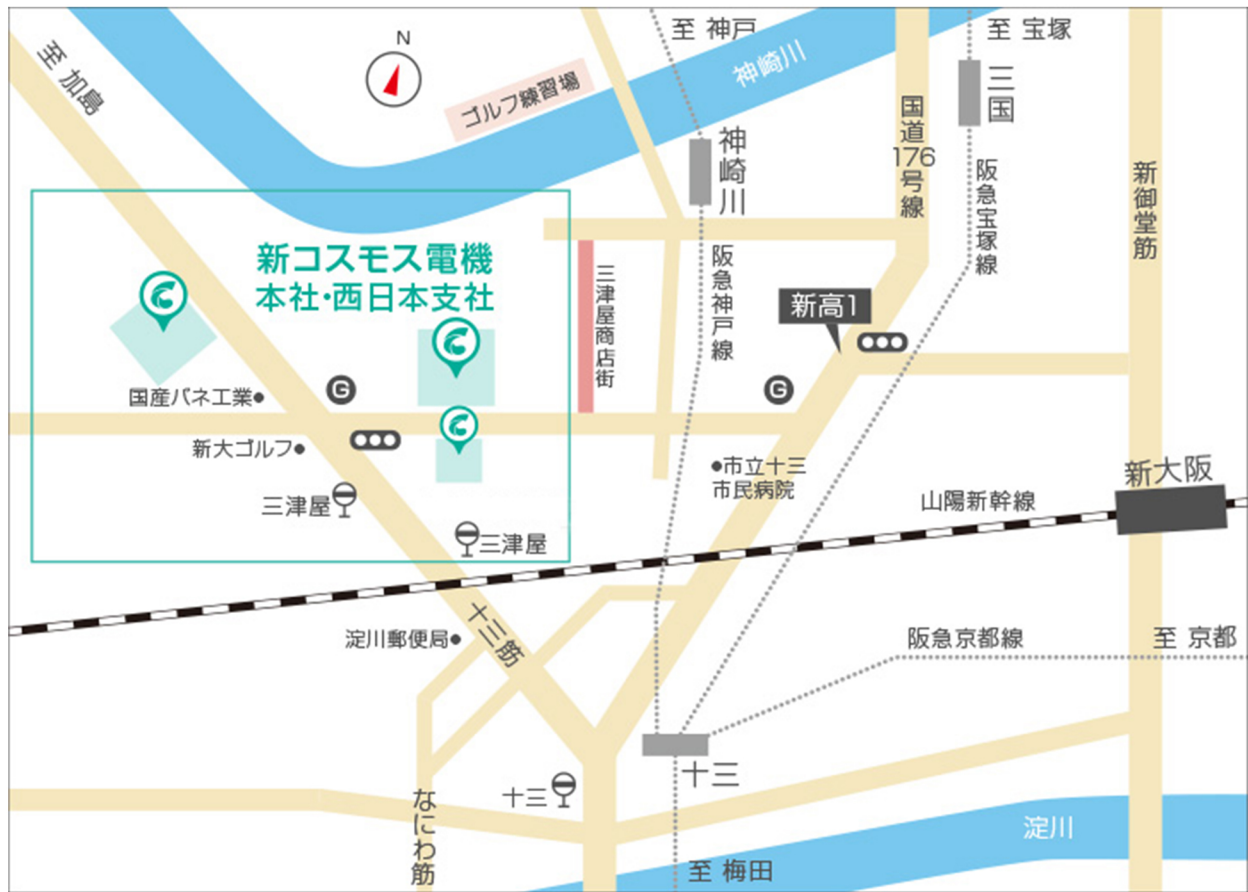 至 神戸
至 宝塚
N
至 加島
神崎川
ゴルフ練習場
三国
国道176号線
神崎川
阪急宝塚線
新御堂筋
新コスモス電機
本社・西日本支社
三津屋商店街
阪急神戸線
新高1
国産バネ工業
G
G
新大ゴルフ
市立十三
市民病院
新大阪
三津屋
山陽新幹線
三津屋
十三筋
淀川郵便局
阪急京都線
至 京都
十三
十三
なにわ筋
淀川
至 梅田